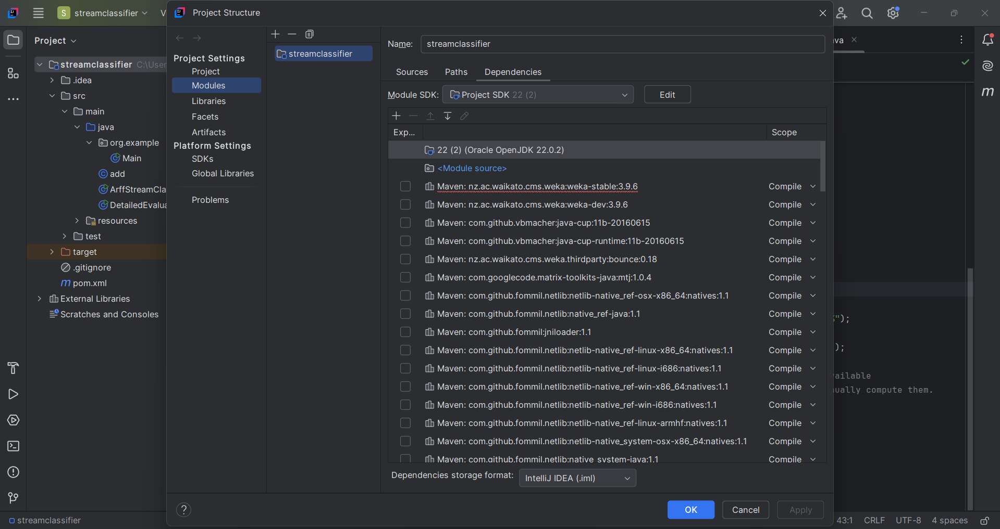 S streamclassifier
V
Project Structure
Project
streamclassifier C:\User
.idea
src
main
java
org.example
Main
add
ArffStreamCla
DetailedEvalua
resources
test
target
.gitignore
pom.xml
External Libraries
Scratches and Consoles
Project Settings
Project
Modules
Libraries
Facets
Artifacts
Platform Settings
SDKs
Global Libraries
Problems
streamclassifier
Name: streamclassifier
Sources Paths Dependencies
Module SDK: Project SDK 22 (2) Edit
Exp... Scope
22 (2) (Oracle OpenJDK 22.0.2)
<Module source>
Maven: nz.ac.waikato.cms.weka:weka-stable:3.9.6 Compile
Maven: nz.ac.waikato.cms.weka:weka-dev:3.9.6 Compile
Maven: com.github.vbmacher:java-cup:11b-20160615 Compile
Maven: com.github.vbmacher:java-cup-runtime:11b-20160615 Compile
Maven: nz.ac.waikato.cms.weka.thirdparty:bounce:0.18 Compile
Maven: com.googlecode.matrix-toolkits-java:mtj:1.0.4 Compile
Maven: com.github.fommil.netlib:netlib-native_ref-osx-x86_64:natives:1.1 Compile
Maven: com.github.fommil.netlib:native_ref-java:1.1 Compile
Maven: com.github.fommil:jniloader:1.1 Compile
Maven: com.github.fommil.netlib:netlib-native_ref-linux-x86_64:natives:1.1 Compile
Maven: com.github.fommil.netlib:netlib-native_ref-linux-i686:natives:1.1 Compile
Maven: com.github.fommil.netlib:netlib-native_ref-win-x86_64:natives:1.1 Compile
Maven: com.github.fommil.netlib:netlib-native_ref-win-i686:natives:1.1 Compile
Maven: com.github.fommil.netlib:netlib-native_ref-linux-armhf:natives:1.1 Compile
Maven: com.github.fommil.netlib:netlib-native_system-osx-x86_64:natives:1.1 Compile
Maven: com.github.fommil.netlib:native_system-java:1.1 Compile
Dependencies storage format: IntelliJ IDEA (.iml)
? OK Cancel Apply
va
");
);
ailable
ually compute them.
streamclassifier
43:1 CRLF UTF-8 4 spaces